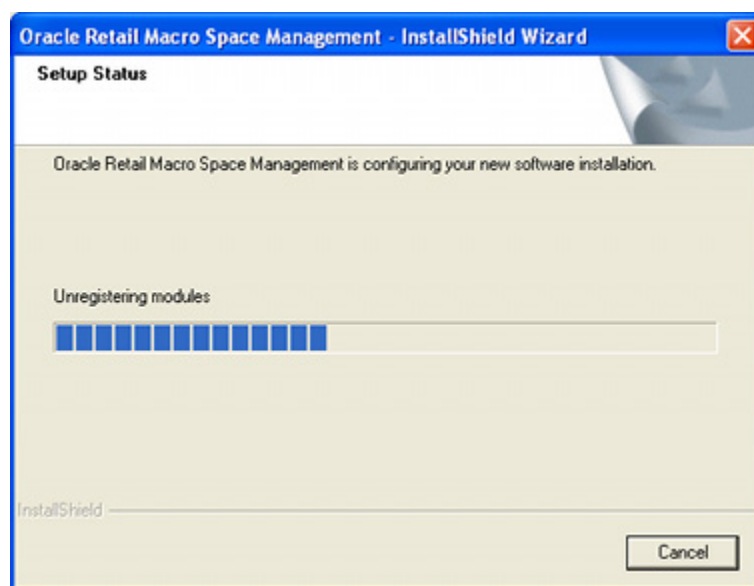 Oracle Retail Macro Space Management - InstallShield Wizard
Setup Status
Oracle Retail Macro Space Management is configuring your new software installation.
Unregistering modules
InstallShield
Cancel